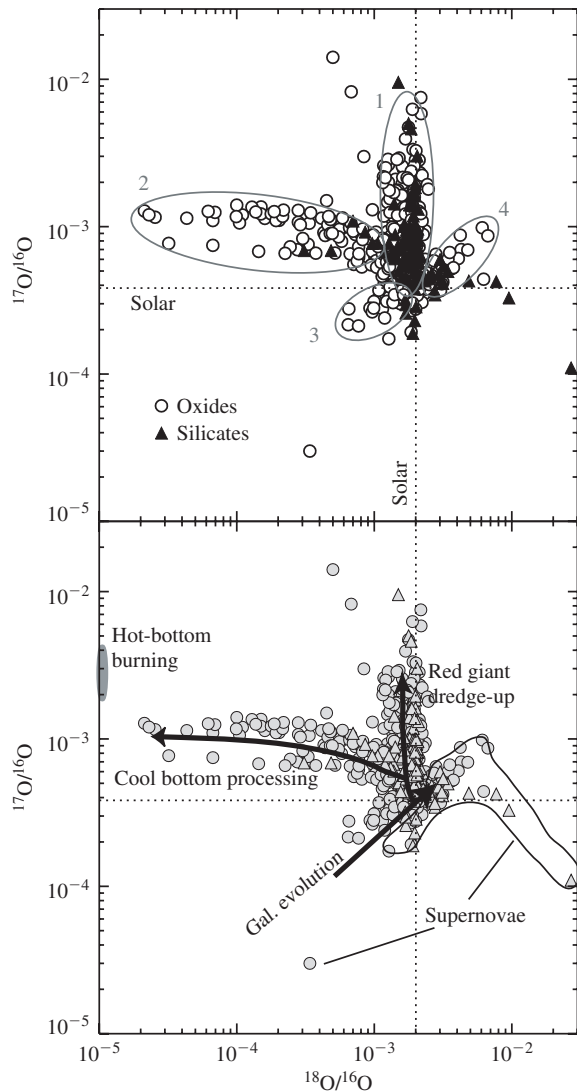 10⁻²
1
2
4
10⁻³
¹⁷O/¹⁶O
Solar
3
10⁻⁴
Oxides
Silicates
Solar
10⁻⁵
10⁻²
Hot-bottom
burning
Red giant
dredge-up
10⁻³
¹⁷O/¹⁶O
Cool bottom processing
Gal. evolution
10⁻⁴
Supernovae
10⁻⁵
10⁻⁵ 10⁻⁴ 10⁻³ 10⁻²
¹⁸O/¹⁶O